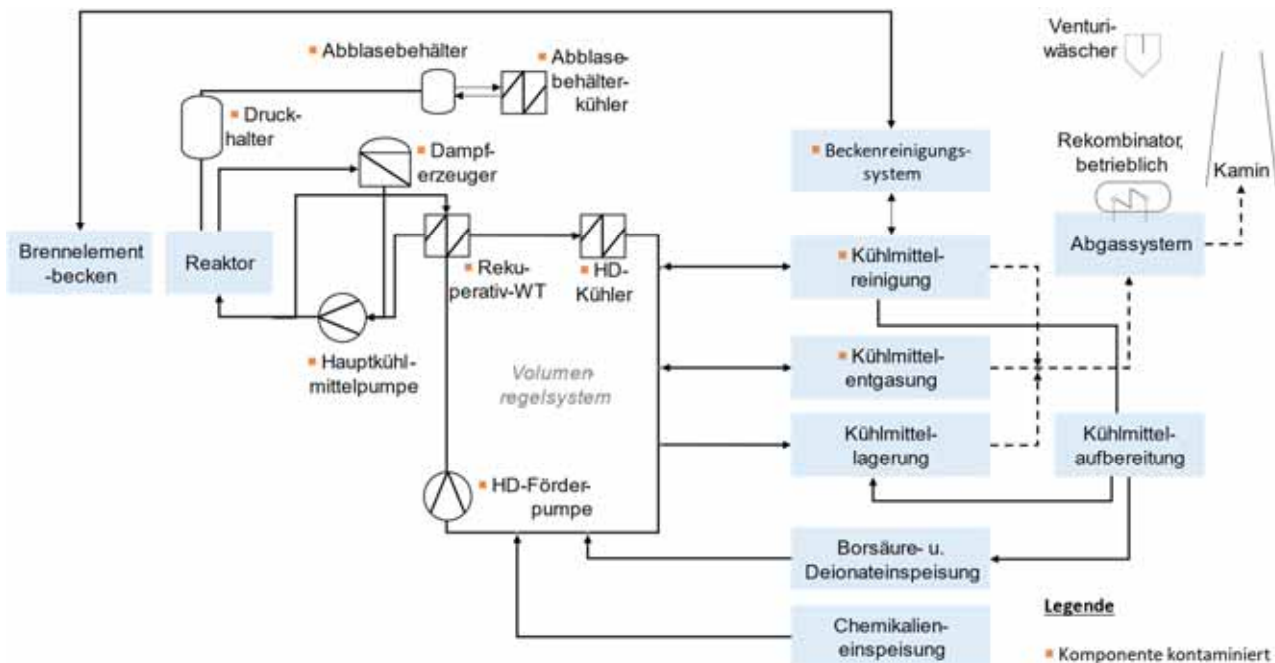 Abblasebehälter
Abblase-
behälter-
kühler
Druck-
halter
Dampf-
erzeuger
Venturi-
wäscher
Rekombinator,
betrieblich
Kamin
Beckenreinigungs-
system
Abgassystem
Brennelement
-becken
Reaktor
Reku-
perativ-WT
HD-
Kühler
Kühlmittel-
reinigung
Hauptkühl-
mittelpumpe
Volumen-
regelsystem
Kühlmittel-
entgasung
Kühlmittel-
lagerung
Kühlmittel-
aufbereitung
HD-Förder-
pumpe
Borsäure- u.
Deionateinspeisung
Chemikalien-
einspeisung
Legende
Komponente kontaminiert